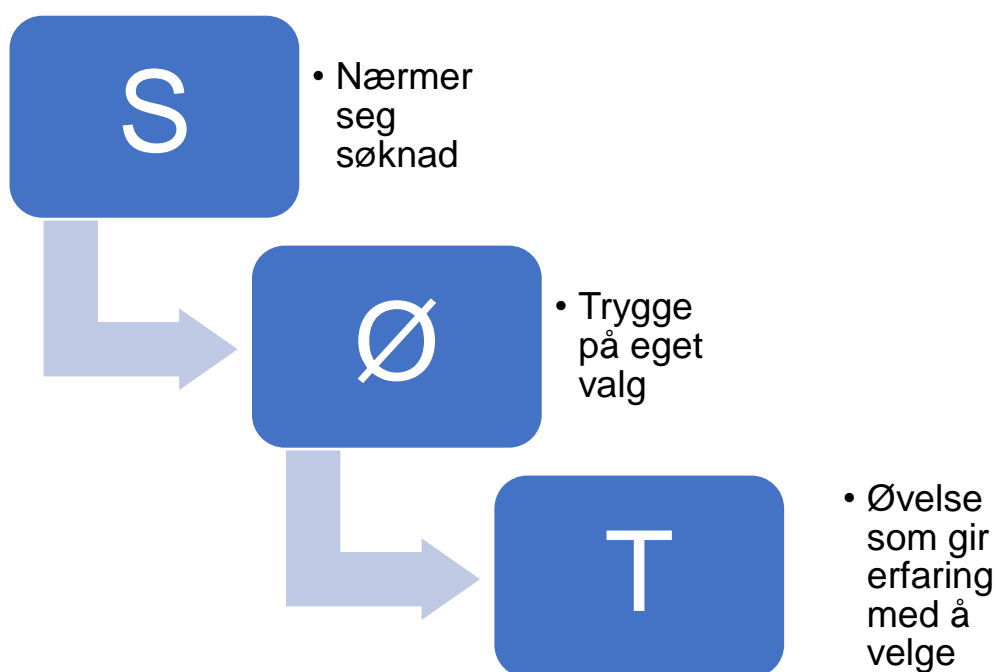 S
• Nærmer
seg
søknad
Ø
• Trygge
på eget
valg
T
• Øvelse
som gir
erfaring
med å
velge